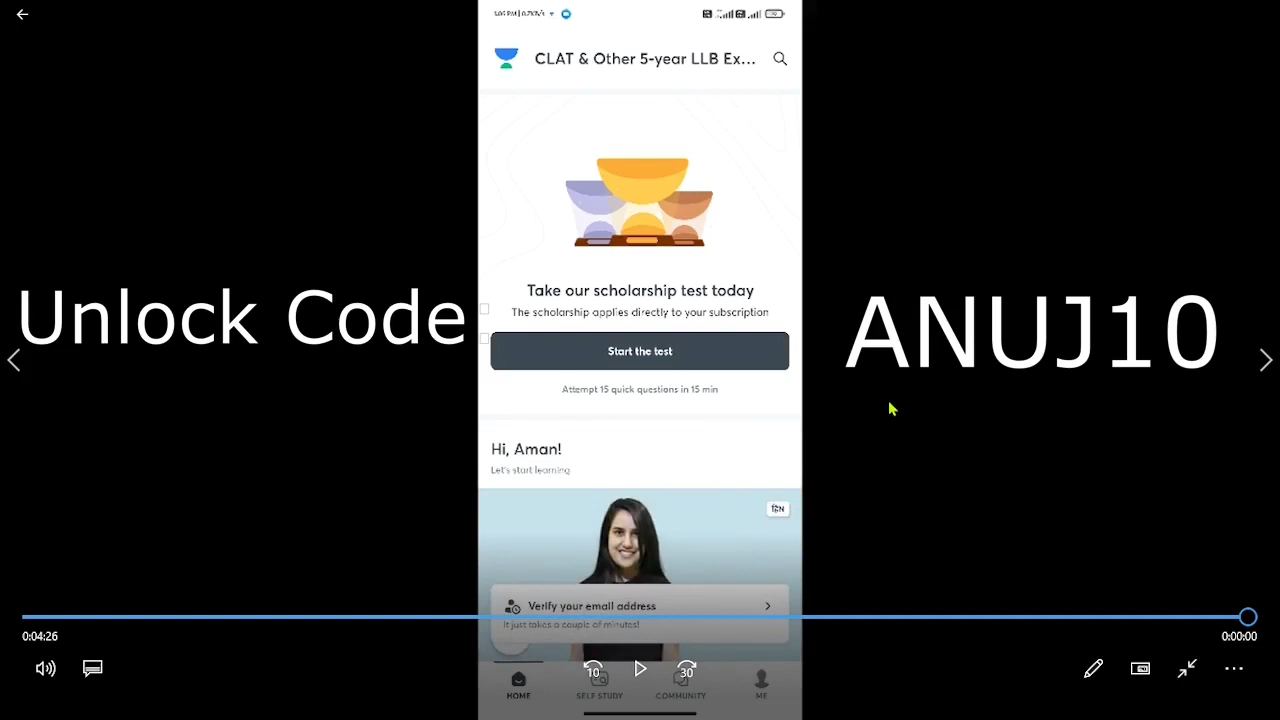 CLAT & Other 5-year LLB Ex...
Take our scholarship test today
The scholarship applies directly to your subscription
Unlock Code
ANUJ10
Start the test
Attempt 15 quick questions in 15 min
Hi, Aman!
Let's start learning
हिN
Verify your email address
It just takes a couple of minutes!
0:04:26
0:00:00
10
30
HOME
SELF STUDY
COMMUNITY
ME